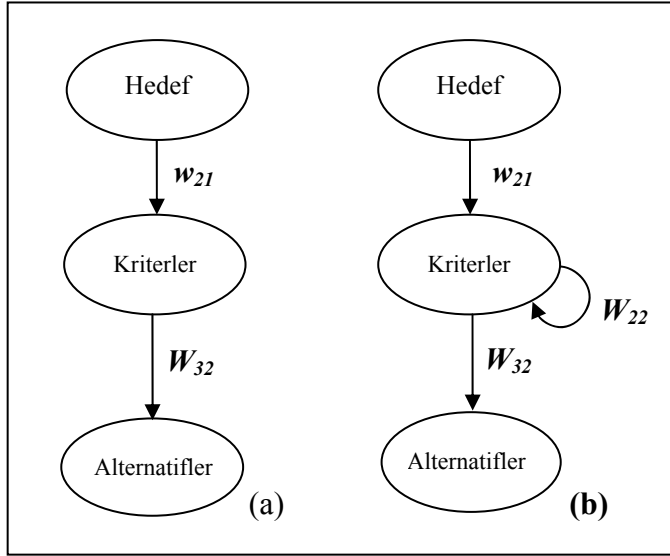 Hedef
w21
Kriterler
W32
Alternatifler
(a)
Hedef
w21
Kriterler
W22
W32
Alternatifler
(b)